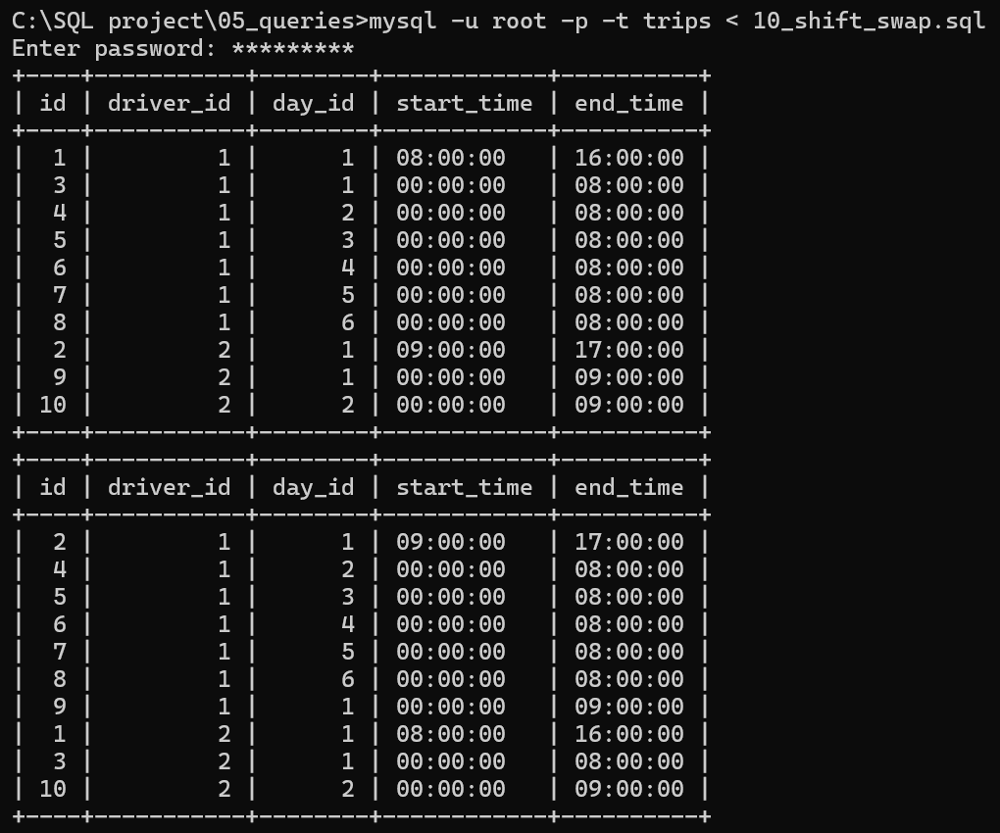 C:\SQL project\05_queries>mysql -u root -p -t trips < 10_shift_swap.sql
Enter password: *********
+----+-----------+--------+------------+----------+
| id | driver_id | day_id | start_time | end_time |
+----+-----------+--------+------------+----------+
|  1 |         1 |      1 | 08:00:00   | 16:00:00 |
|  3 |         1 |      1 | 00:00:00   | 08:00:00 |
|  4 |         1 |      2 | 00:00:00   | 08:00:00 |
|  5 |         1 |      3 | 00:00:00   | 08:00:00 |
|  6 |         1 |      4 | 00:00:00   | 08:00:00 |
|  7 |         1 |      5 | 00:00:00   | 08:00:00 |
|  8 |         1 |      6 | 00:00:00   | 08:00:00 |
|  2 |         2 |      1 | 09:00:00   | 17:00:00 |
|  9 |         2 |      1 | 00:00:00   | 09:00:00 |
| 10 |         2 |      2 | 00:00:00   | 09:00:00 |
+----+-----------+--------+------------+----------+
+----+-----------+--------+------------+----------+
| id | driver_id | day_id | start_time | end_time |
+----+-----------+--------+------------+----------+
|  2 |         1 |      1 | 09:00:00   | 17:00:00 |
|  4 |         1 |      2 | 00:00:00   | 08:00:00 |
|  5 |         1 |      3 | 00:00:00   | 08:00:00 |
|  6 |         1 |      4 | 00:00:00   | 08:00:00 |
|  7 |         1 |      5 | 00:00:00   | 08:00:00 |
|  8 |         1 |      6 | 00:00:00   | 08:00:00 |
|  9 |         1 |      1 | 00:00:00   | 09:00:00 |
|  1 |         2 |      1 | 08:00:00   | 16:00:00 |
|  3 |         2 |      1 | 00:00:00   | 08:00:00 |
| 10 |         2 |      2 | 00:00:00   | 09:00:00 |
+----+-----------+--------+------------+----------+